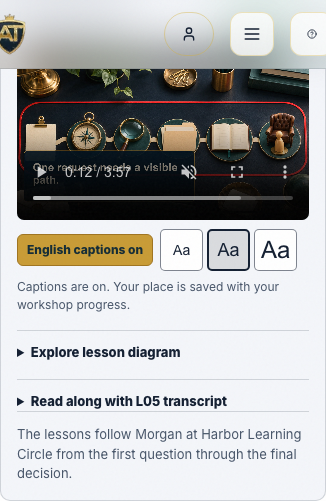 AT
One request needs a visible
path.
0:12 / 3:57
English captions on
Aa
Aa
Aa
Captions are on. Your place is saved with your
workshop progress.
Explore lesson diagram
Read along with L05 transcript
The lessons follow Morgan at Harbor Learning
Circle from the first question through the final
decision.